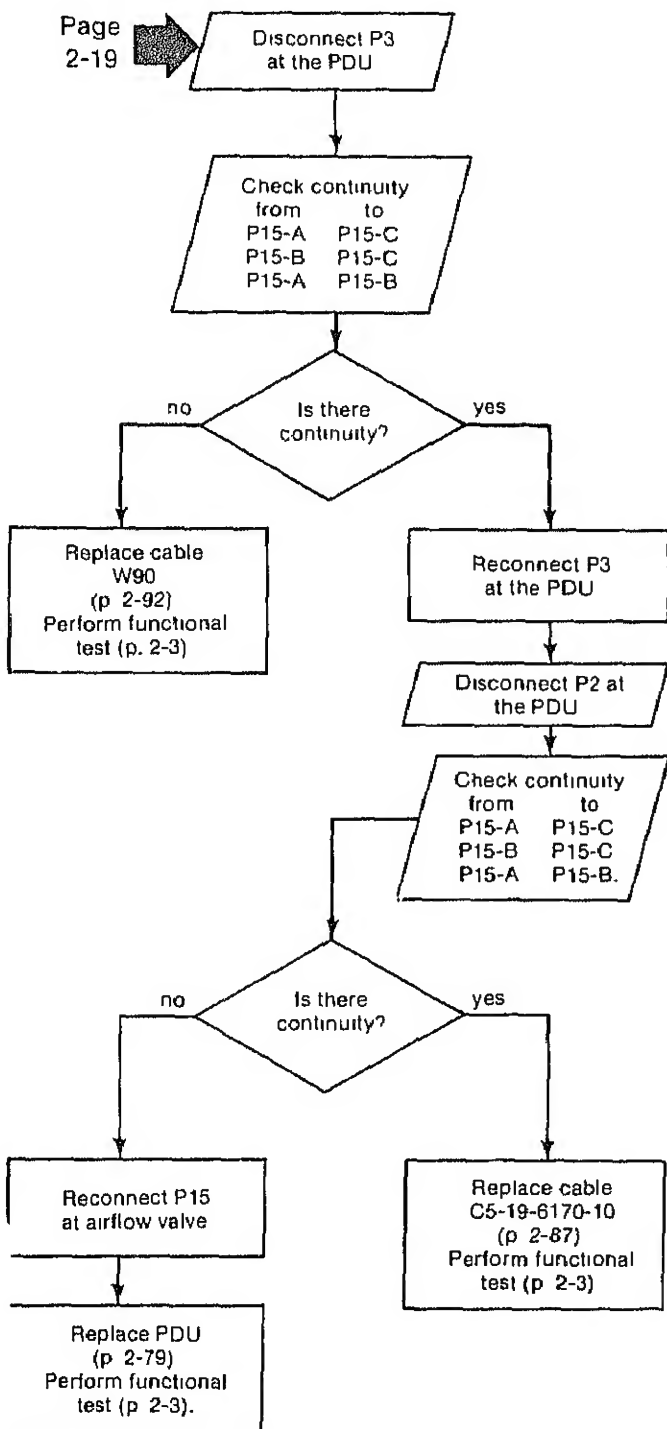 Page
2-19
Disconnect P3
at the PDU
Check continuity
from to
P15-A P15-C
P15-B P15-C
P15-A P15-B
no
Is there
continuity?
yes
Replace cable
W90
(p 2-92)
Perform functional
test (p. 2-3)
Reconnect P3
at the PDU
Disconnect P2 at
the PDU
Check continuity
from to
P15-A P15-C
P15-B P15-C
P15-A P15-B.
no
Is there
continuity?
yes
Reconnect P15
at airflow valve
Replace cable
C5-19-6170-10
(p 2-87)
Perform functional
test (p 2-3)
Replace PDU
(p 2-79)
Perform functional
test (p 2-3).